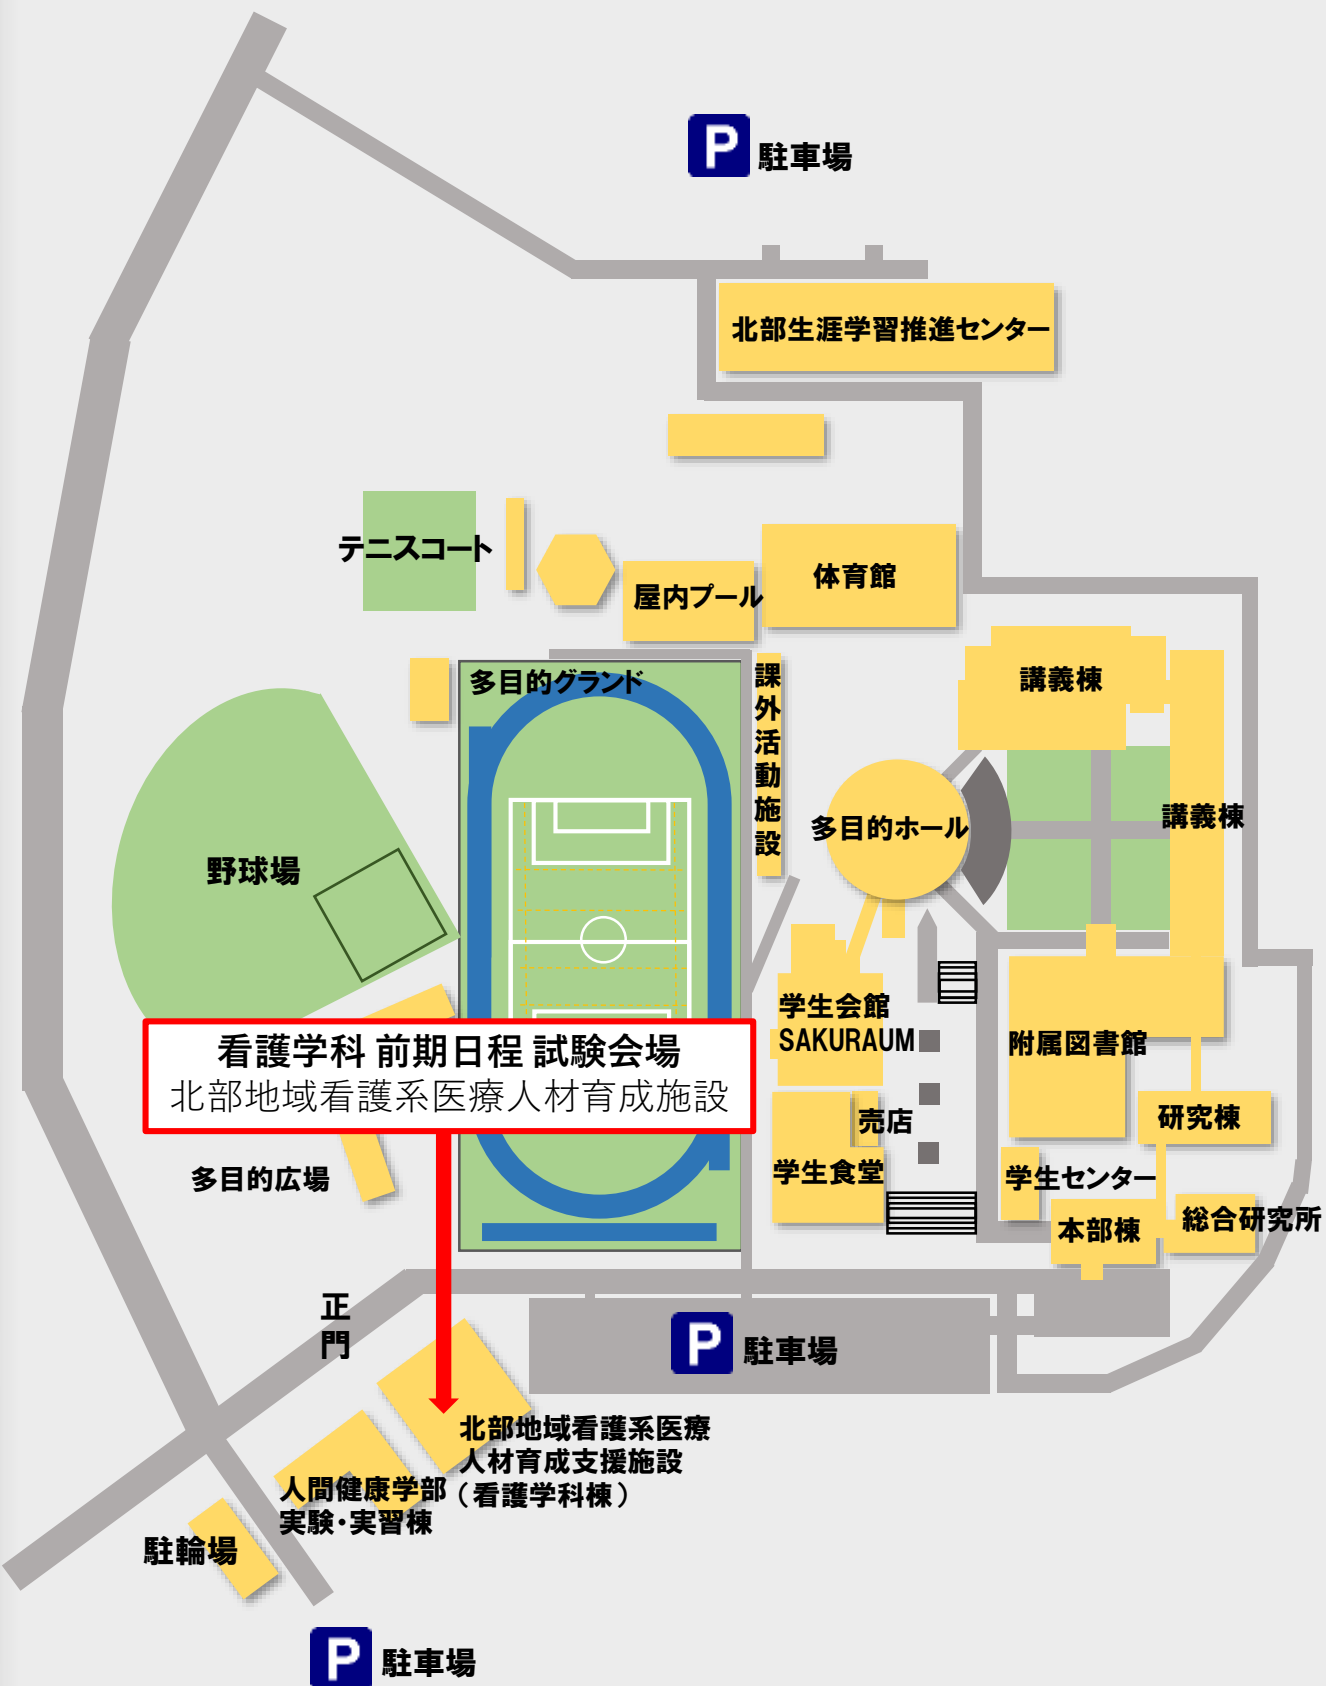 P 駐車場
北部生涯学習推進センター
テニスコート
屋内プール
体育館
多目的グランド
課外活動施設
講義棟
講義棟
多目的ホール
野球場
学生会館
SAKURAUM
附属図書館
看護学科 前期日程 試験会場
北部地域看護系医療人材育成施設
売店
研究棟
学生食堂
学生センター
多目的広場
本部棟
総合研究所
正門
P 駐車場
北部地域看護系医療
人材育成支援施設
(看護学科棟)
人間健康学部
実験・実習棟
駐輪場
P 駐車場